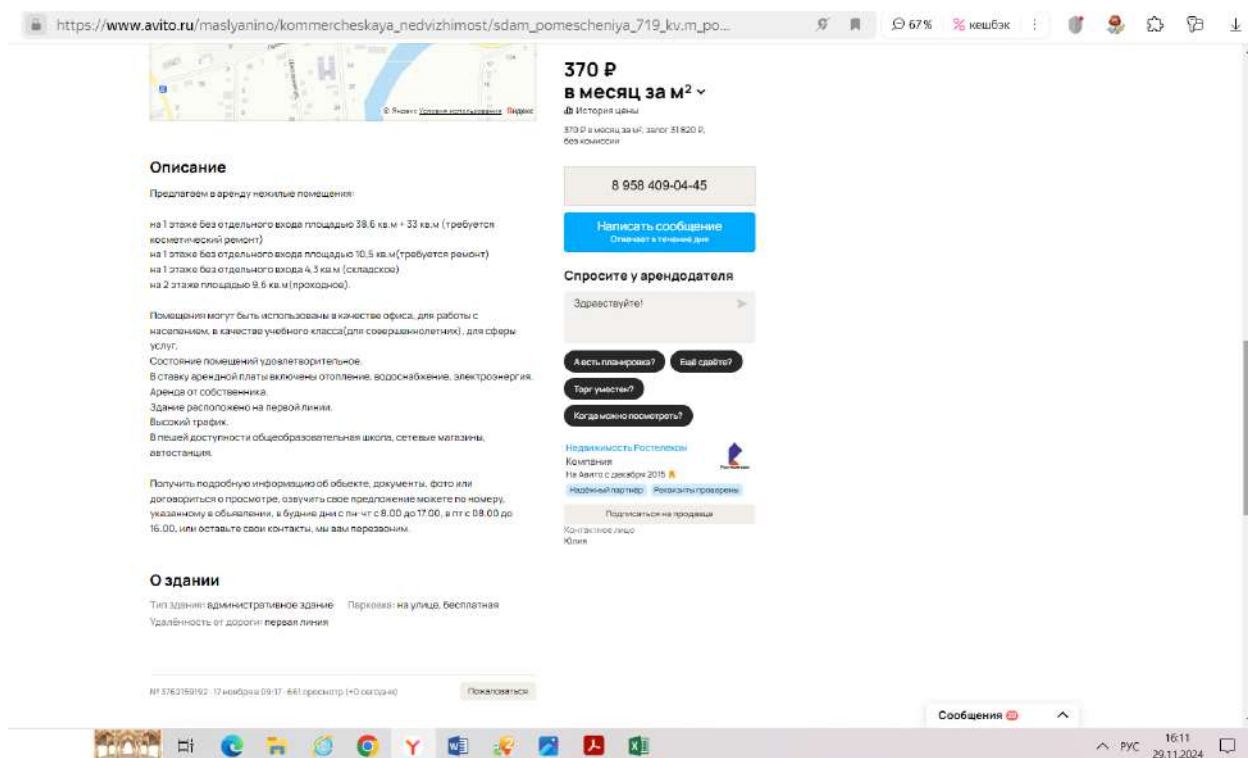 https://www.avito.ru/maslyanino/kommercheskaya_nedvizhimost/sdam_pomescheniya_719_kv.m_po...
67 %
кешбэк
© Яндекс Условия использования Яндекс
370 ₽
в месяц за м²
История цены
370 ₽ в месяц за м², залог 31 820 ₽,
без комиссии
8 958 409-04-45
Написать сообщение
Отвечает в течение дня
Спросите у арендодателя
Здравствуйте!
А есть планировка?
Ещё сдаёте?
Торг уместен?
Когда можно посмотреть?
Недвижимость Ростелеком
Компания
На Авито с декабря 2015
Ростелеком
Надёжный партнёр
Реквизиты проверены
Подписаться на продавца
Контактное лицо
Юлия
Описание
Предлагаем в аренду нежилые помещения:
на 1 этаже без отдельного входа площадью 38,6 кв.м + 33 кв.м (требуется
косметический ремонт)
на 1 этаже без отдельного входа площадью 10,5 кв.м(требуется ремонт)
на 1 этаже без отдельного входа 4,3 кв.м (складское)
на 2 этаже площадью 9,6 кв.м(проходное).
Помещения могут быть использованы в качестве офиса, для работы с
населением, в качестве учебного класса(для совершеннолетних), для сферы
услуг.
Состояние помещений удовлетворительное.
В ставку арендной платы включены отопление, водоснабжение, электроэнергия.
Аренда от собственника.
Здание расположено на первой линии.
Высокий трафик.
В пешей доступности общеобразовательная школа, сетевые магазины,
автостанция.
Получить подробную информацию об объекте, документы, фото или
договориться о просмотре, озвучить свое предложение можете по номеру,
указанному в объявлении, в будние дни с пн-чт с 8.00 до 17.00, в пт с 08.00 до
16.00, или оставьте свои контакты, мы вам перезвоним.
О здании
Тип здания: административное здание
Парковка: на улице, бесплатная
Удалённость от дороги: первая линия
№ 3762159192 · 17 ноября в 09:17 · 661 просмотр (+0 сегодня)
Пожаловаться
Сообщения
РУС
16:11
29.11.2024